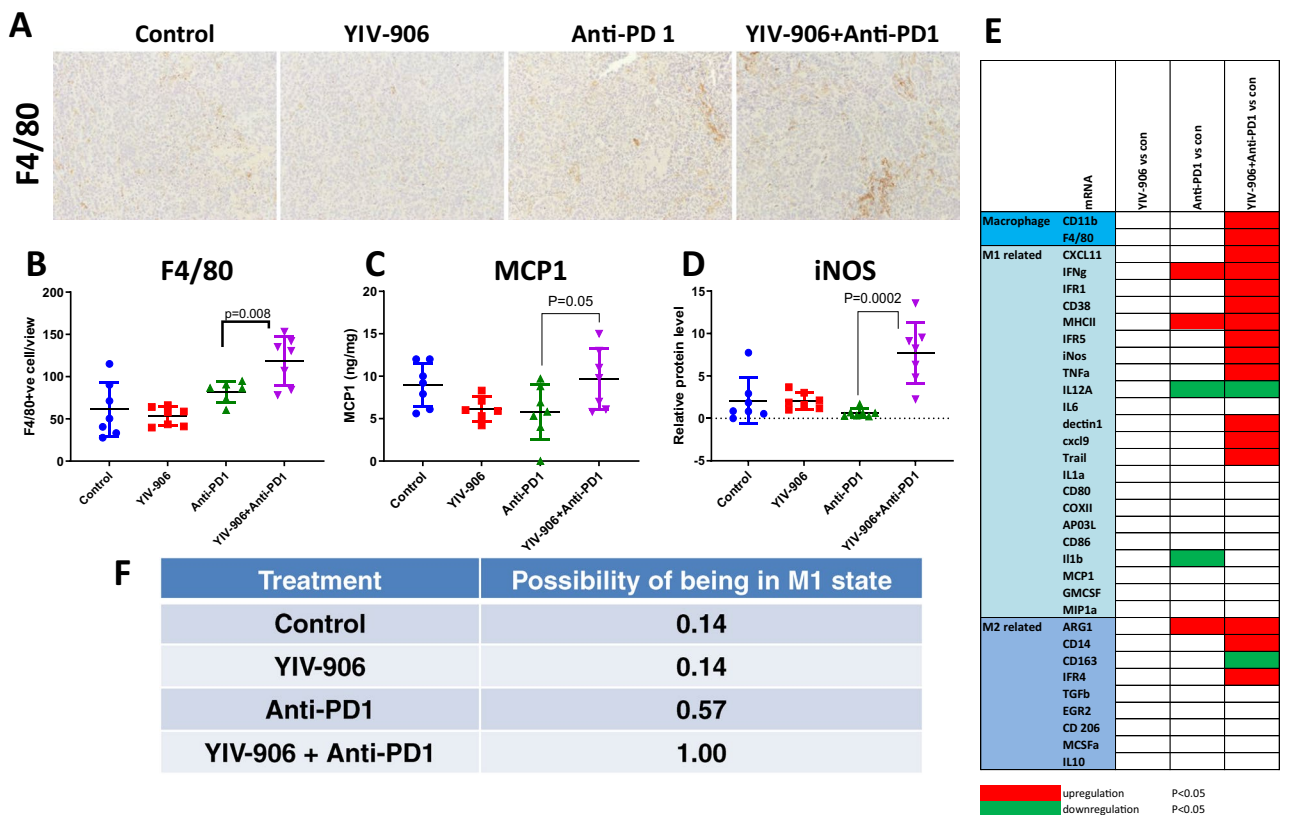 A
Control
YIV-906
Anti-PD 1
YIV-906+Anti-PD1
F4/80
B
F4/80
200
150
100
50
0
F4/80+ve cell/view
p=0.008
Control
YIV-906
Anti-PD1
YIV-906+Anti-PD1
C
MCP1
20
15
10
5
0
MCP1 (ng/mg)
P=0.05
Control
YIV-906
Anti-PD1
YIV-906+Anti-PD1
D
iNOS
15
10
5
0
-5
Relative protein level
P=0.0002
Control
YIV-906
Anti-PD1
YIV-906+Anti-PD1
E
mRNA
YIV-906 vs con
Anti-PD1 vs con
YIV-906+Anti-PD1 vs con
Macrophage CD11b
F4/80
M1 related CXCL11
IFNg
IFR1
CD38
MHCII
IFR5
iNos
TNFa
IL12A
IL6
dectin1
cxcl9
Trail
IL1a
CD80
COXII
AP03L
CD86
Il1b
MCP1
GMCSF
MIP1a
M2 related ARG1
CD14
CD163
IFR4
TGFb
EGR2
CD 206
MCSFa
IL10
upregulation P<0.05
downregulation P<0.05
F
Treatment Possibility of being in M1 state
Control 0.14
YIV-906 0.14
Anti-PD1 0.57
YIV-906 + Anti-PD1 1.00